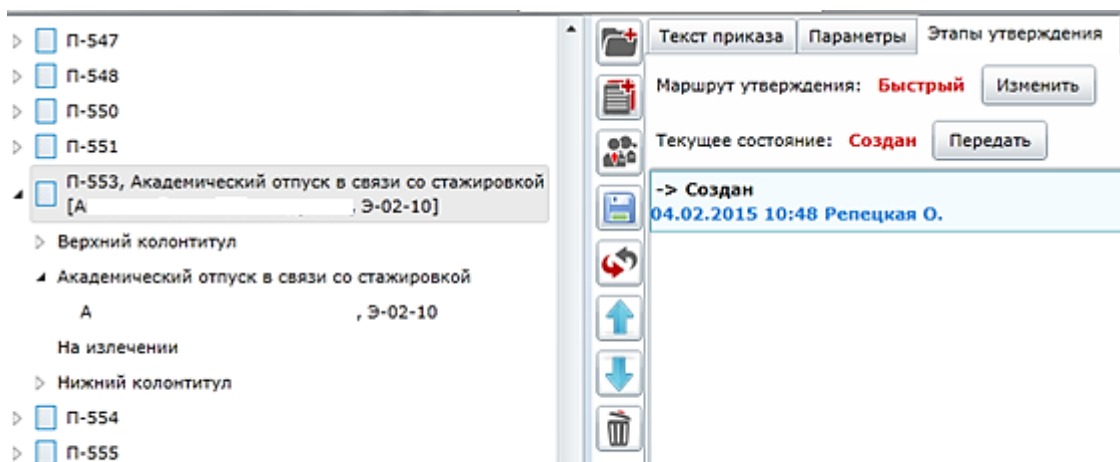 П-547
П-548
П-550
П-551
П-553, Академический отпуск в связи со стажировкой
[А , Э-02-10]
Верхний колонтитул
Академический отпуск в связи со стажировкой
А , Э-02-10
На излечении
Нижний колонтитул
П-554
П-555
Текст приказа Параметры Этапы утверждения
Маршрут утверждения: Быстрый Изменить
Текущее состояние: Создан Передать
-> Создан
04.02.2015 10:48 Репецкая О.